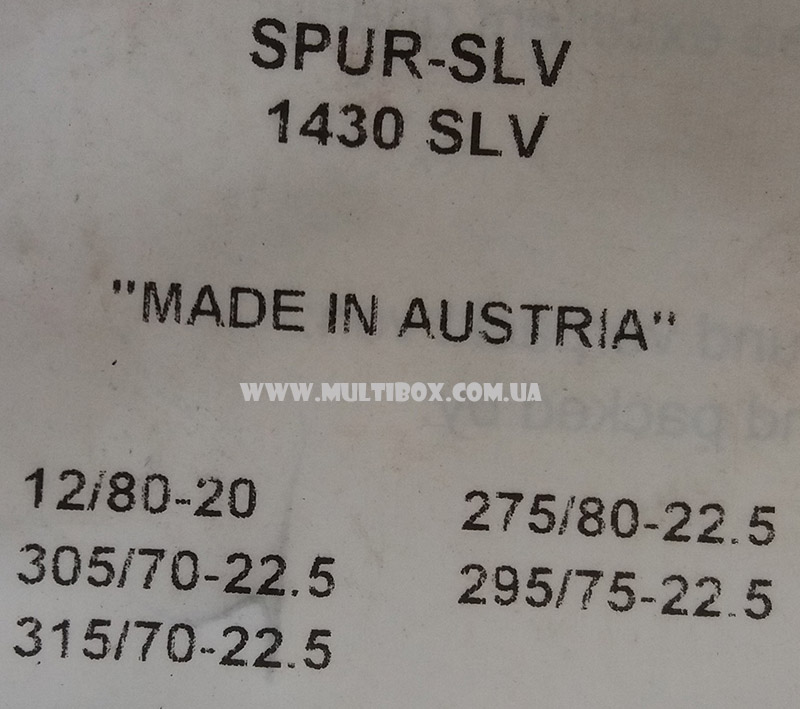 SPUR-SLV
1430 SLV
"MADE IN AUSTRIA"
WWW.MULTIBOX.COM.UA
12/80-20
305/70-22.5
315/70-22.5
275/80-22.5
295/75-22.5